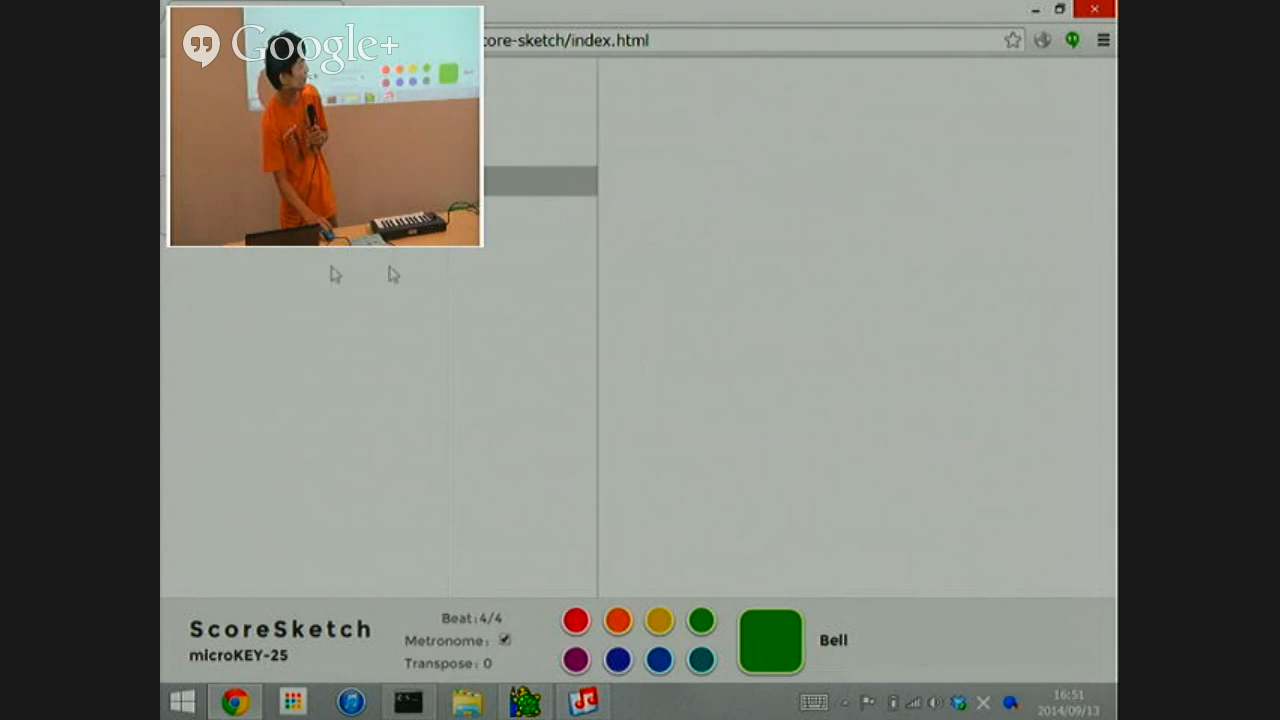 Google+
core-sketch/index.html
ScoreSketch
microKEY-25
Beat:4/4
Metronome:
Transpose: 0
Bell
16:51
2014/09/13